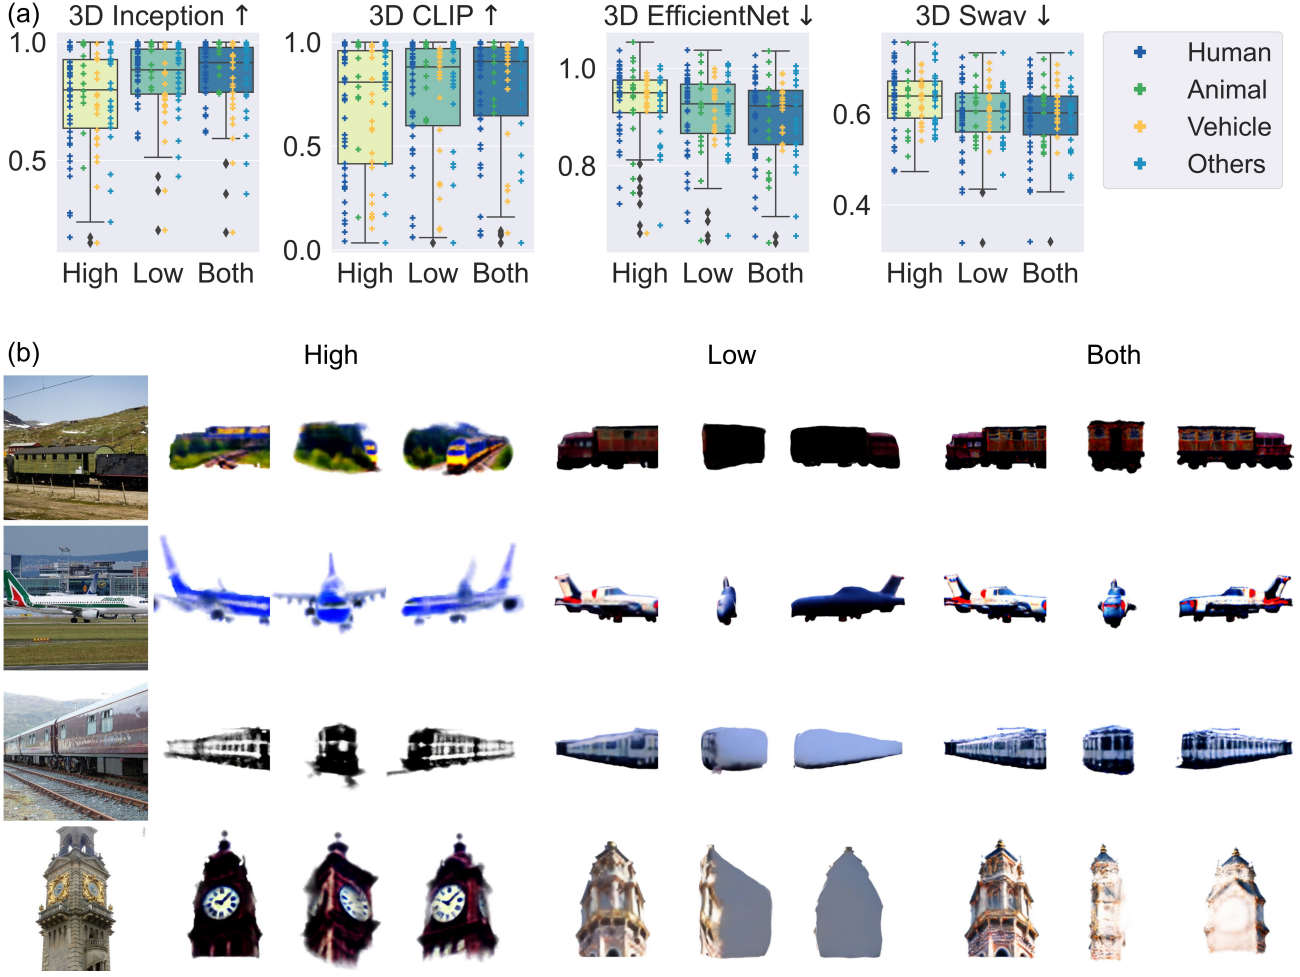 (a)
3D Inception ↑
3D CLIP ↑
3D EfficientNet ↓
3D Swav ↓
1.0
0.5
High
Low
Both
1.0
0.5
0.0
High
Low
Both
1.0
0.8
High
Low
Both
0.6
0.4
High
Low
Both
Human
Animal
Vehicle
Others
(b)
High
Low
Both
Alitalia